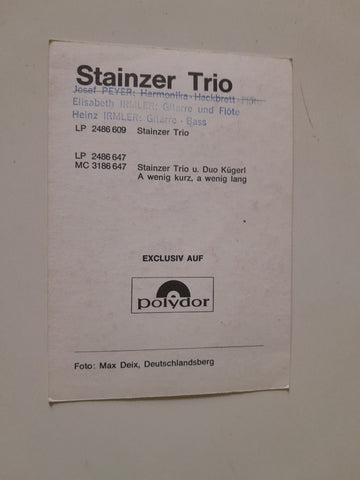 Stainzer Trio
Josef PEYER: Harmonika - Hackbrett - Flöte
Elisabeth IRMLER: Gitarre und Flöte
Heinz IRMLER: Gitarre - Bass
LP 2486 609 Stainzer Trio
LP 2486 647
MC 3186 647 Stainzer Trio u. Duo Kügerl
A wenig kurz, a wenig lang
EXCLUSIV AUF
polydor
Foto: Max Deix, Deutschlandsberg